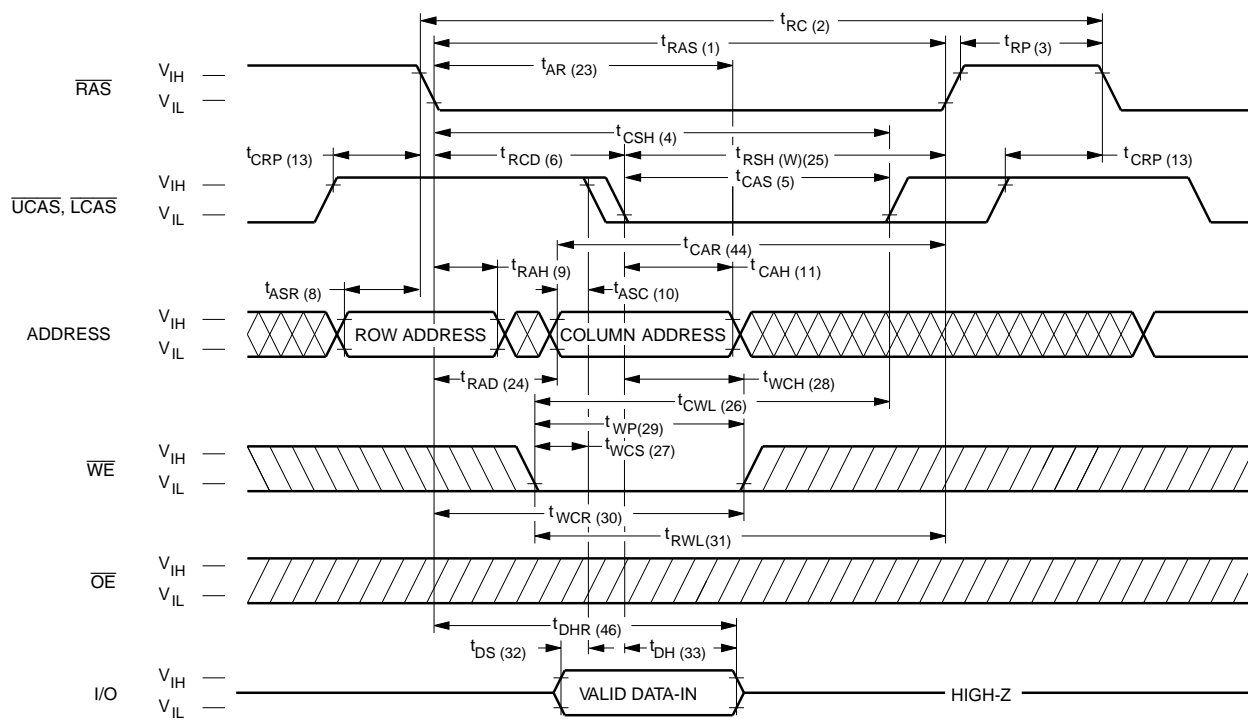 tRC (2)
tRAS (1)
tRP (3)
tAR (23)
RAS
VIH
VIL
tCSH (4)
tCRP (13)
tRCD (6)
tRSH (W)(25)
tCRP (13)
tCAS (5)
UCAS, LCAS
VIH
VIL
tCAR (44)
tRAH (9)
tCAH (11)
tASR (8)
tASC (10)
ADDRESS
VIH
VIL
ROW ADDRESS
COLUMN ADDRESS
tRAD (24)
tWCH (28)
tCWL (26)
tWP(29)
tWCS (27)
WE
VIH
VIL
tWCR (30)
tRWL(31)
OE
VIH
VIL
tDHR (46)
tDS (32)
tDH (33)
I/O
VIH
VIL
VALID DATA-IN
HIGH-Z